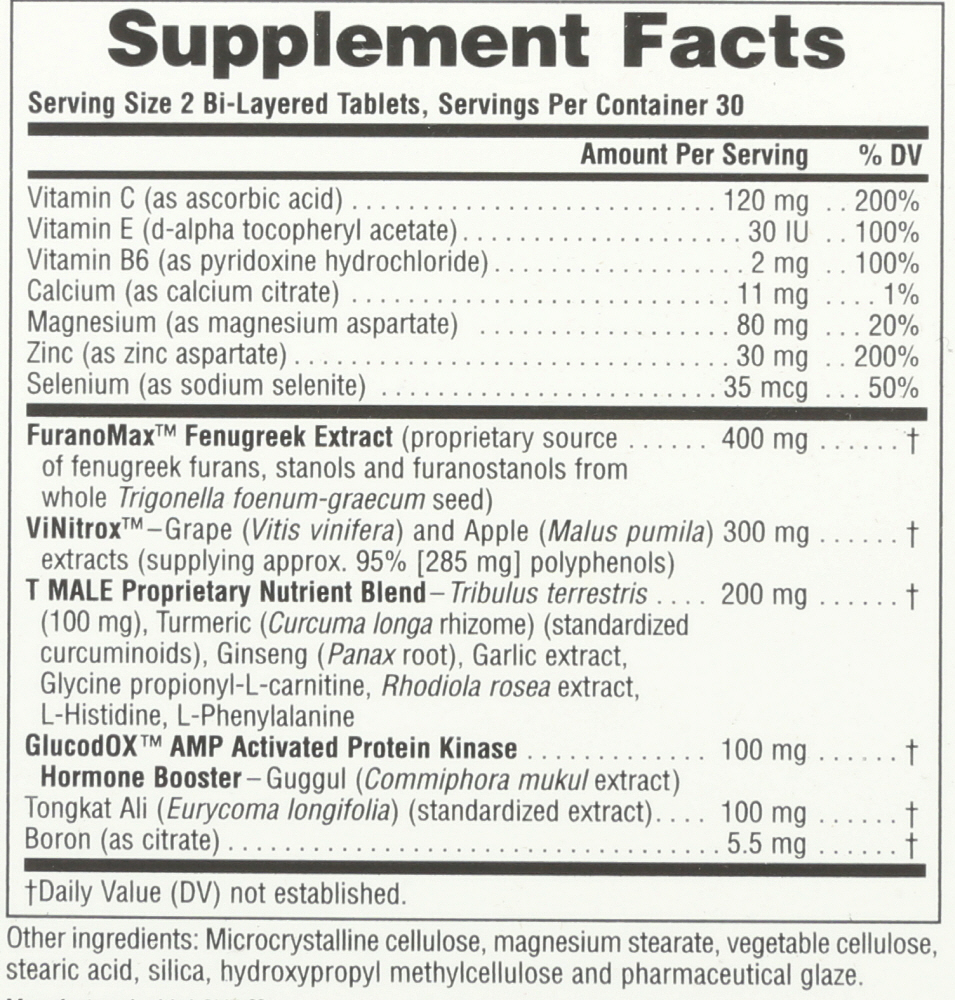 Supplement Facts
Serving Size 2 Bi-Layered Tablets, Servings Per Container 30
Amount Per Serving % DV
Vitamin C (as ascorbic acid) . . . . . . . . . . . . . . . . . . . . . . . . . 120 mg . . 200%
Vitamin E (d-alpha tocopheryl acetate) . . . . . . . . . . . . . . . . . . 30 IU . . 100%
Vitamin B6 (as pyridoxine hydrochloride) . . . . . . . . . . . . . . . . 2 mg . . 100%
Calcium (as calcium citrate) . . . . . . . . . . . . . . . . . . . . . . . . . . 11 mg . . . . 1%
Magnesium (as magnesium aspartate) . . . . . . . . . . . . . . . . . 80 mg . . . 20%
Zinc (as zinc aspartate) . . . . . . . . . . . . . . . . . . . . . . . . . . . . . . 30 mg . . 200%
Selenium (as sodium selenite) . . . . . . . . . . . . . . . . . . . . . . . 35 mcg . . . 50%
FuranoMax™ Fenugreek Extract (proprietary source . . . . . . 400 mg . . . . . . †
of fenugreek furans, stanols and furanostanols from
whole Trigonella foenum-graecum seed)
ViNitrox™–Grape (Vitis vinifera) and Apple (Malus pumila) 300 mg . . . . . . †
extracts (supplying approx. 95% [285 mg] polyphenols)
T MALE Proprietary Nutrient Blend– Tribulus terrestris . . . . 200 mg . . . . . . †
(100 mg), Turmeric (Curcuma longa rhizome) (standardized
curcuminoids), Ginseng (Panax root), Garlic extract,
Glycine propionyl-L-carnitine, Rhodiola rosea extract,
L-Histidine, L-Phenylalanine
GlucodOX™ AMP Activated Protein Kinase . . . . . . . . . . . . . 100 mg . . . . . . †
Hormone Booster – Guggul (Commiphora mukul extract)
Tongkat Ali (Eurycoma longifolia) (standardized extract) . . . . 100 mg . . . . . . †
Boron (as citrate) . . . . . . . . . . . . . . . . . . . . . . . . . . . . . . . . . . 5.5 mg . . . . . . †
†Daily Value (DV) not established.
Other ingredients: Microcrystalline cellulose, magnesium stearate, vegetable cellulose,
stearic acid, silica, hydroxypropyl methylcellulose and pharmaceutical glaze.